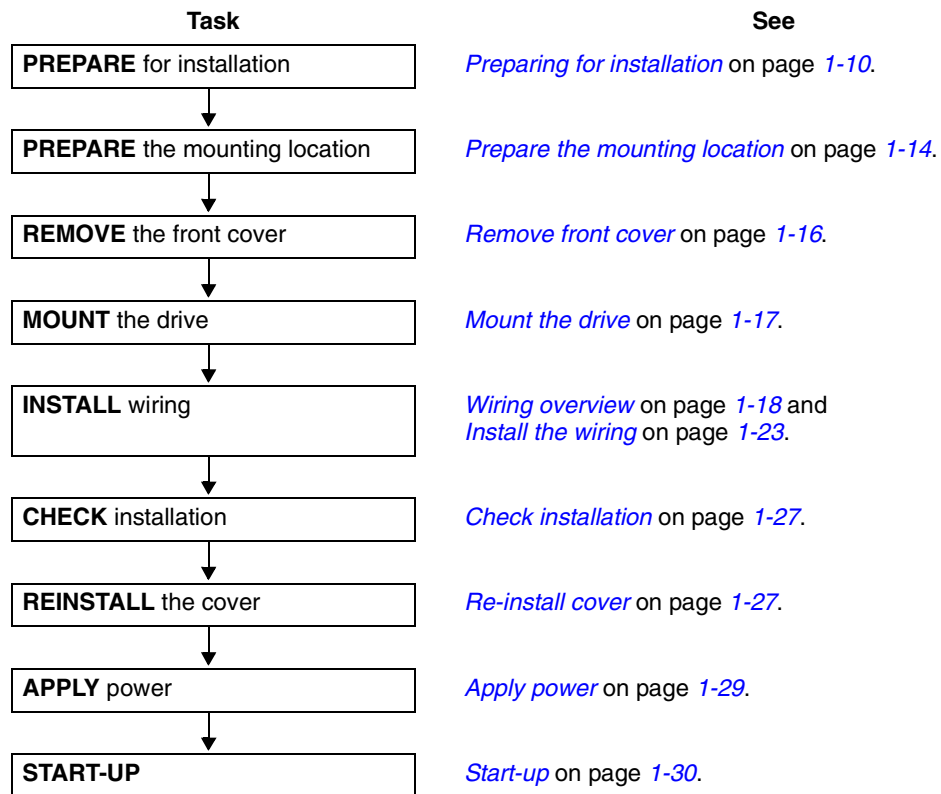 Task See
PREPARE for installation Preparing for installation on page 1-10.
PREPARE the mounting location Prepare the mounting location on page 1-14.
REMOVE the front cover Remove front cover on page 1-16.
MOUNT the drive Mount the drive on page 1-17.
INSTALL wiring Wiring overview on page 1-18 and
Install the wiring on page 1-23.
CHECK installation Check installation on page 1-27.
REINSTALL the cover Re-install cover on page 1-27.
APPLY power Apply power on page 1-29.
START-UP Start-up on page 1-30.